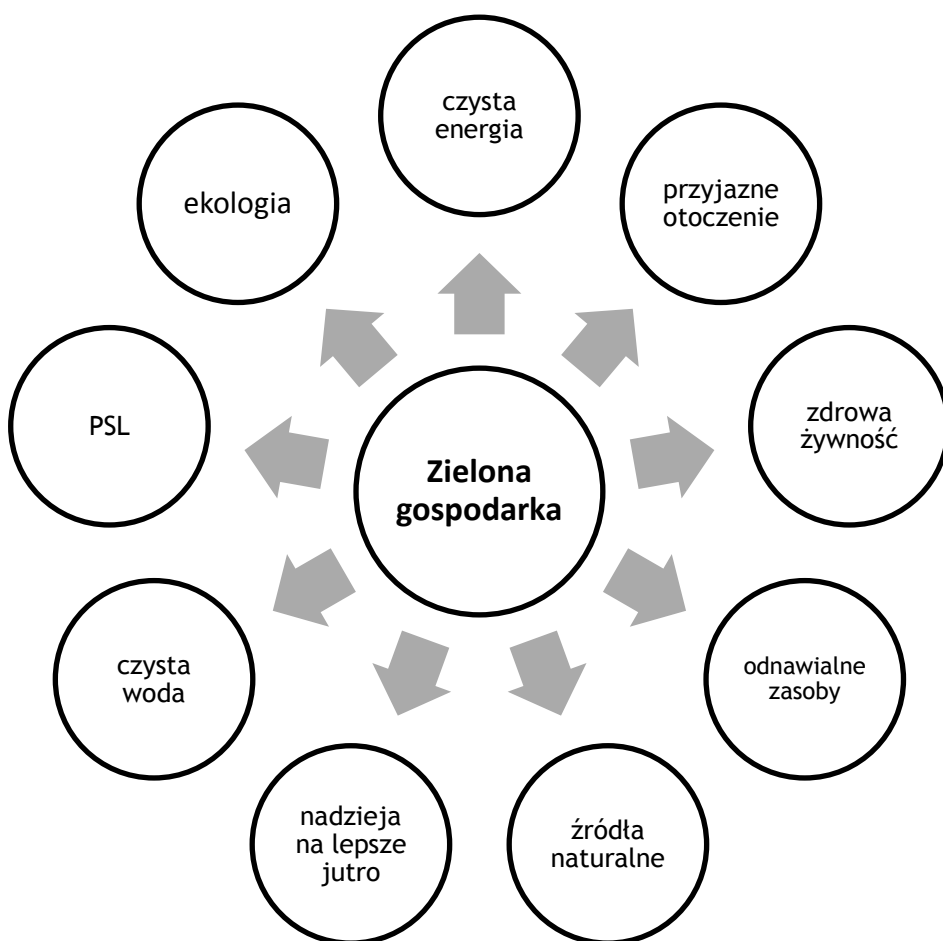 czysta
energia
przyjazne
otoczenie
zdrowa
żywność
odnawialne
zasoby
źródła
naturalne
nadzieja
na lepsze
jutro
czysta
woda
PSL
ekologia
Zielona
gospodarka